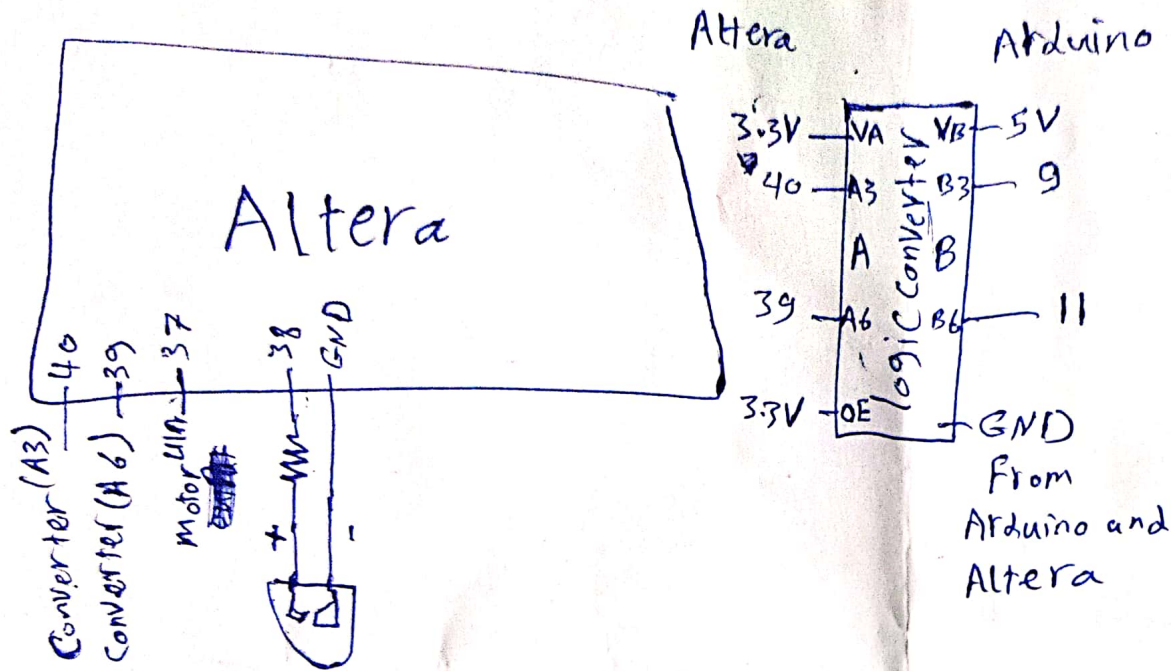 Altera
40
39
37
38
GND
Converter (A3)
Converter (A6)
motor
+
-
Altera
Arduino
3.3V VA VB 5V
40 A3 B3 9
A B
logic Converter
39 A6 B6 11
3.3V OE
GND
From
Arduino and
Altera